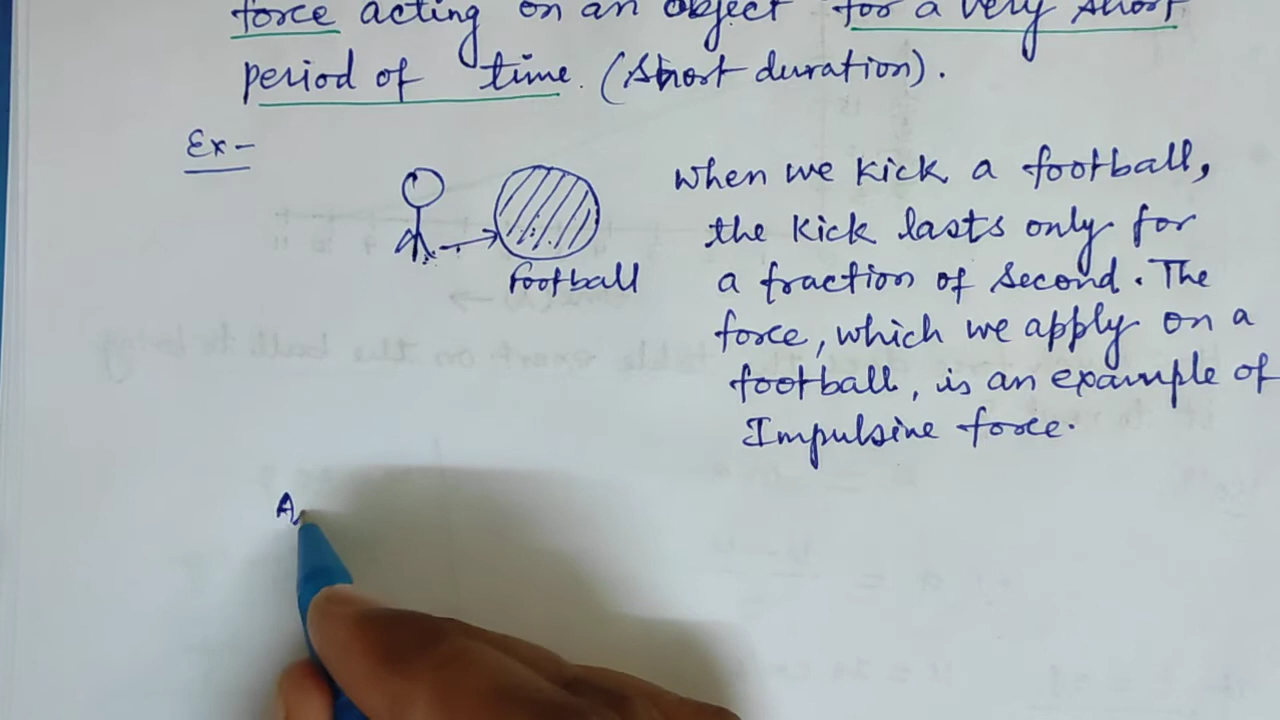 force acting on an object for a very short
period of time. (Short duration).
Ex-
football
When we kick a football,
the kick lasts only for
a fraction of second. The
force, which we apply on a
football, is an example of
Impulsive force.
A